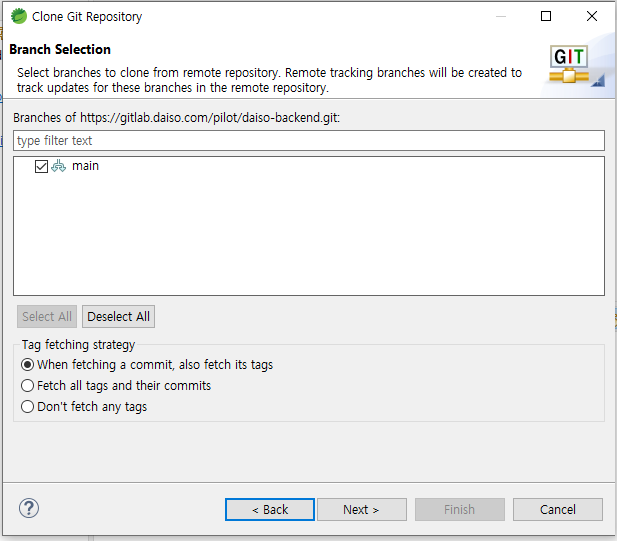 Clone Git Repository
Branch Selection
Select branches to clone from remote repository. Remote tracking branches will be created to
track updates for these branches in the remote repository.
GIT
Branches of https://gitlab.daiso.com/pilot/daiso-backend.git:
type filter text
main
Select All
Deselect All
Tag fetching strategy
When fetching a commit, also fetch its tags
Fetch all tags and their commits
Don't fetch any tags
?
< Back
Next >
Finish
Cancel